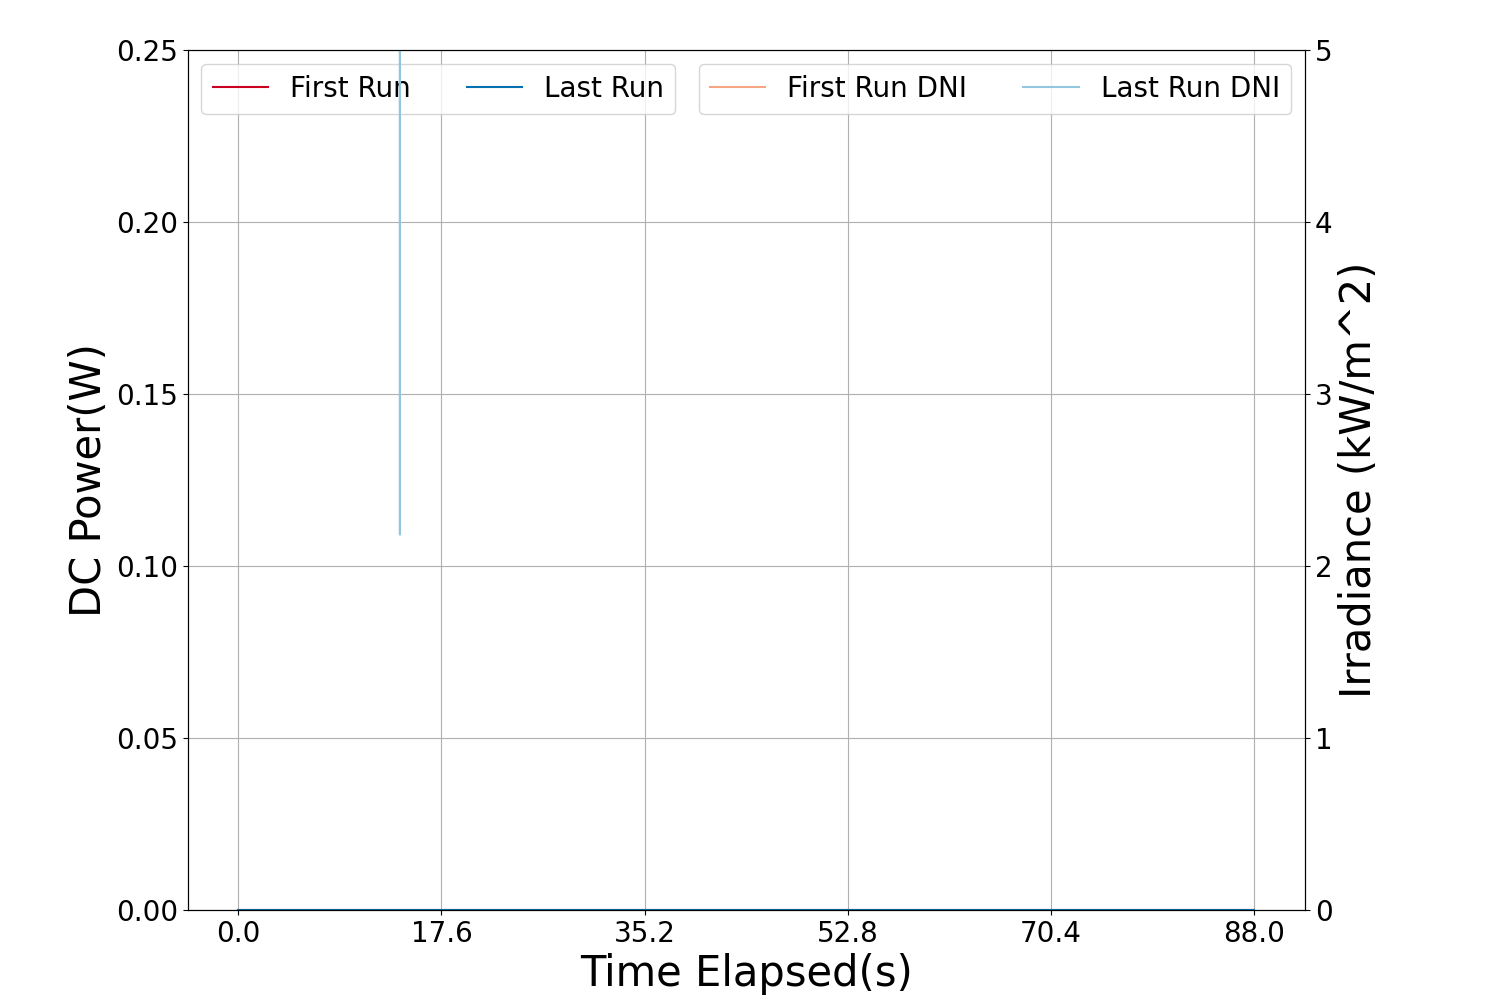 First Run
Last Run
First Run DNI
Last Run DNI
0.25
0.20
0.15
0.10
0.05
0.00
DC Power(W)
5
4
3
2
1
0
Irradiance (kW/m^2)
0.0
17.6
35.2
52.8
70.4
88.0
Time Elapsed(s)